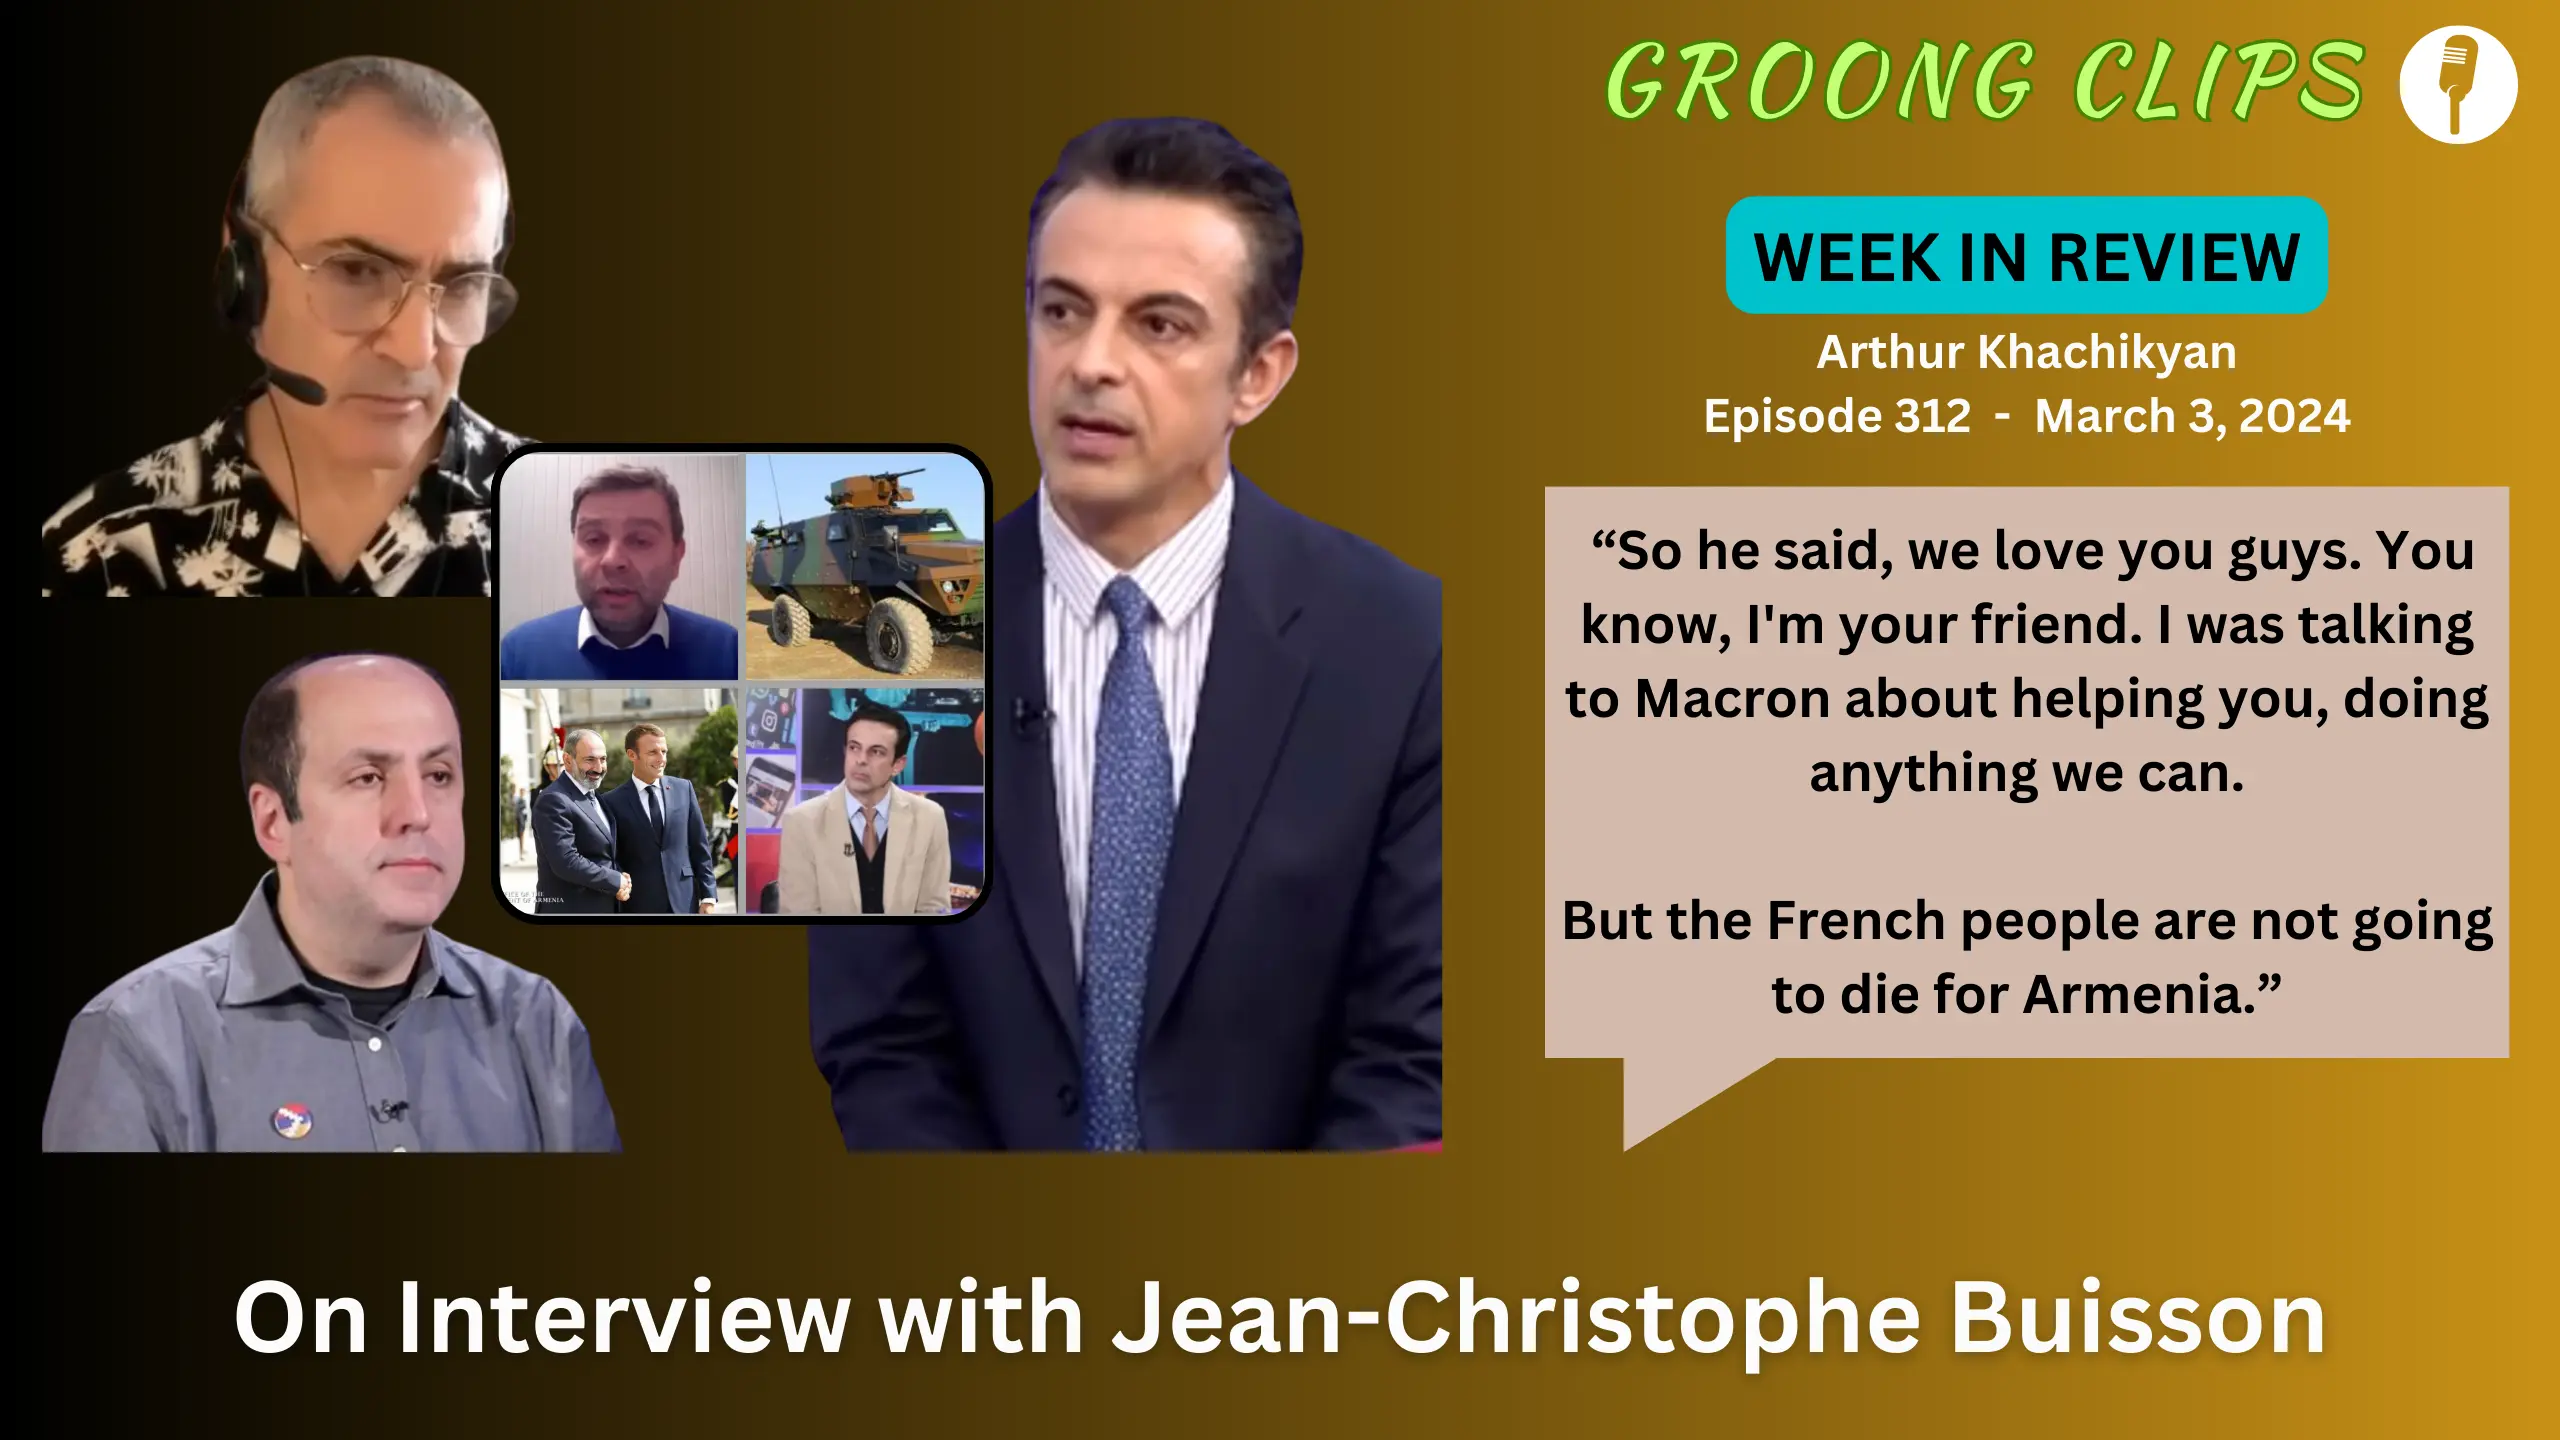 GROONG CLIPS
WEEK IN REVIEW
Arthur Khachikyan
Episode 312 - March 3, 2024
“So he said, we love you guys. You
know, I'm your friend. I was talking
to Macron about helping you, doing
anything we can.
But the French people are not going
to die for Armenia.”
On Interview with Jean-Christophe Buisson